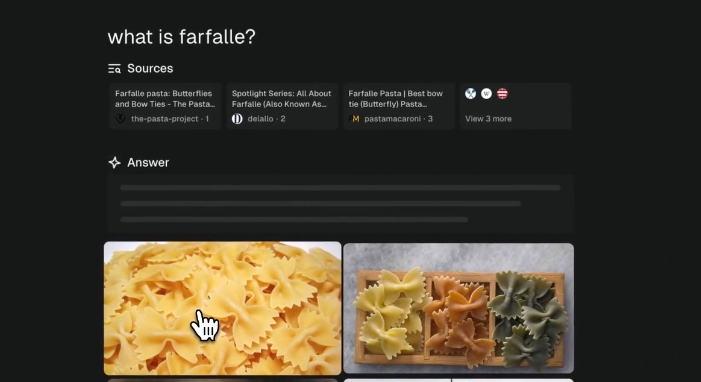 what is farfalle?
Sources
Farfalle pasta: Butterflies
and Bow Ties - The Pasta...
the-pasta-project · 1
Spotlight Series: All About
Farfalle (Also Known As...
delallo · 2
Farfalle Pasta | Best bow
tie (Butterfly) Pasta...
pastamacaroni · 3
View 3 more
Answer